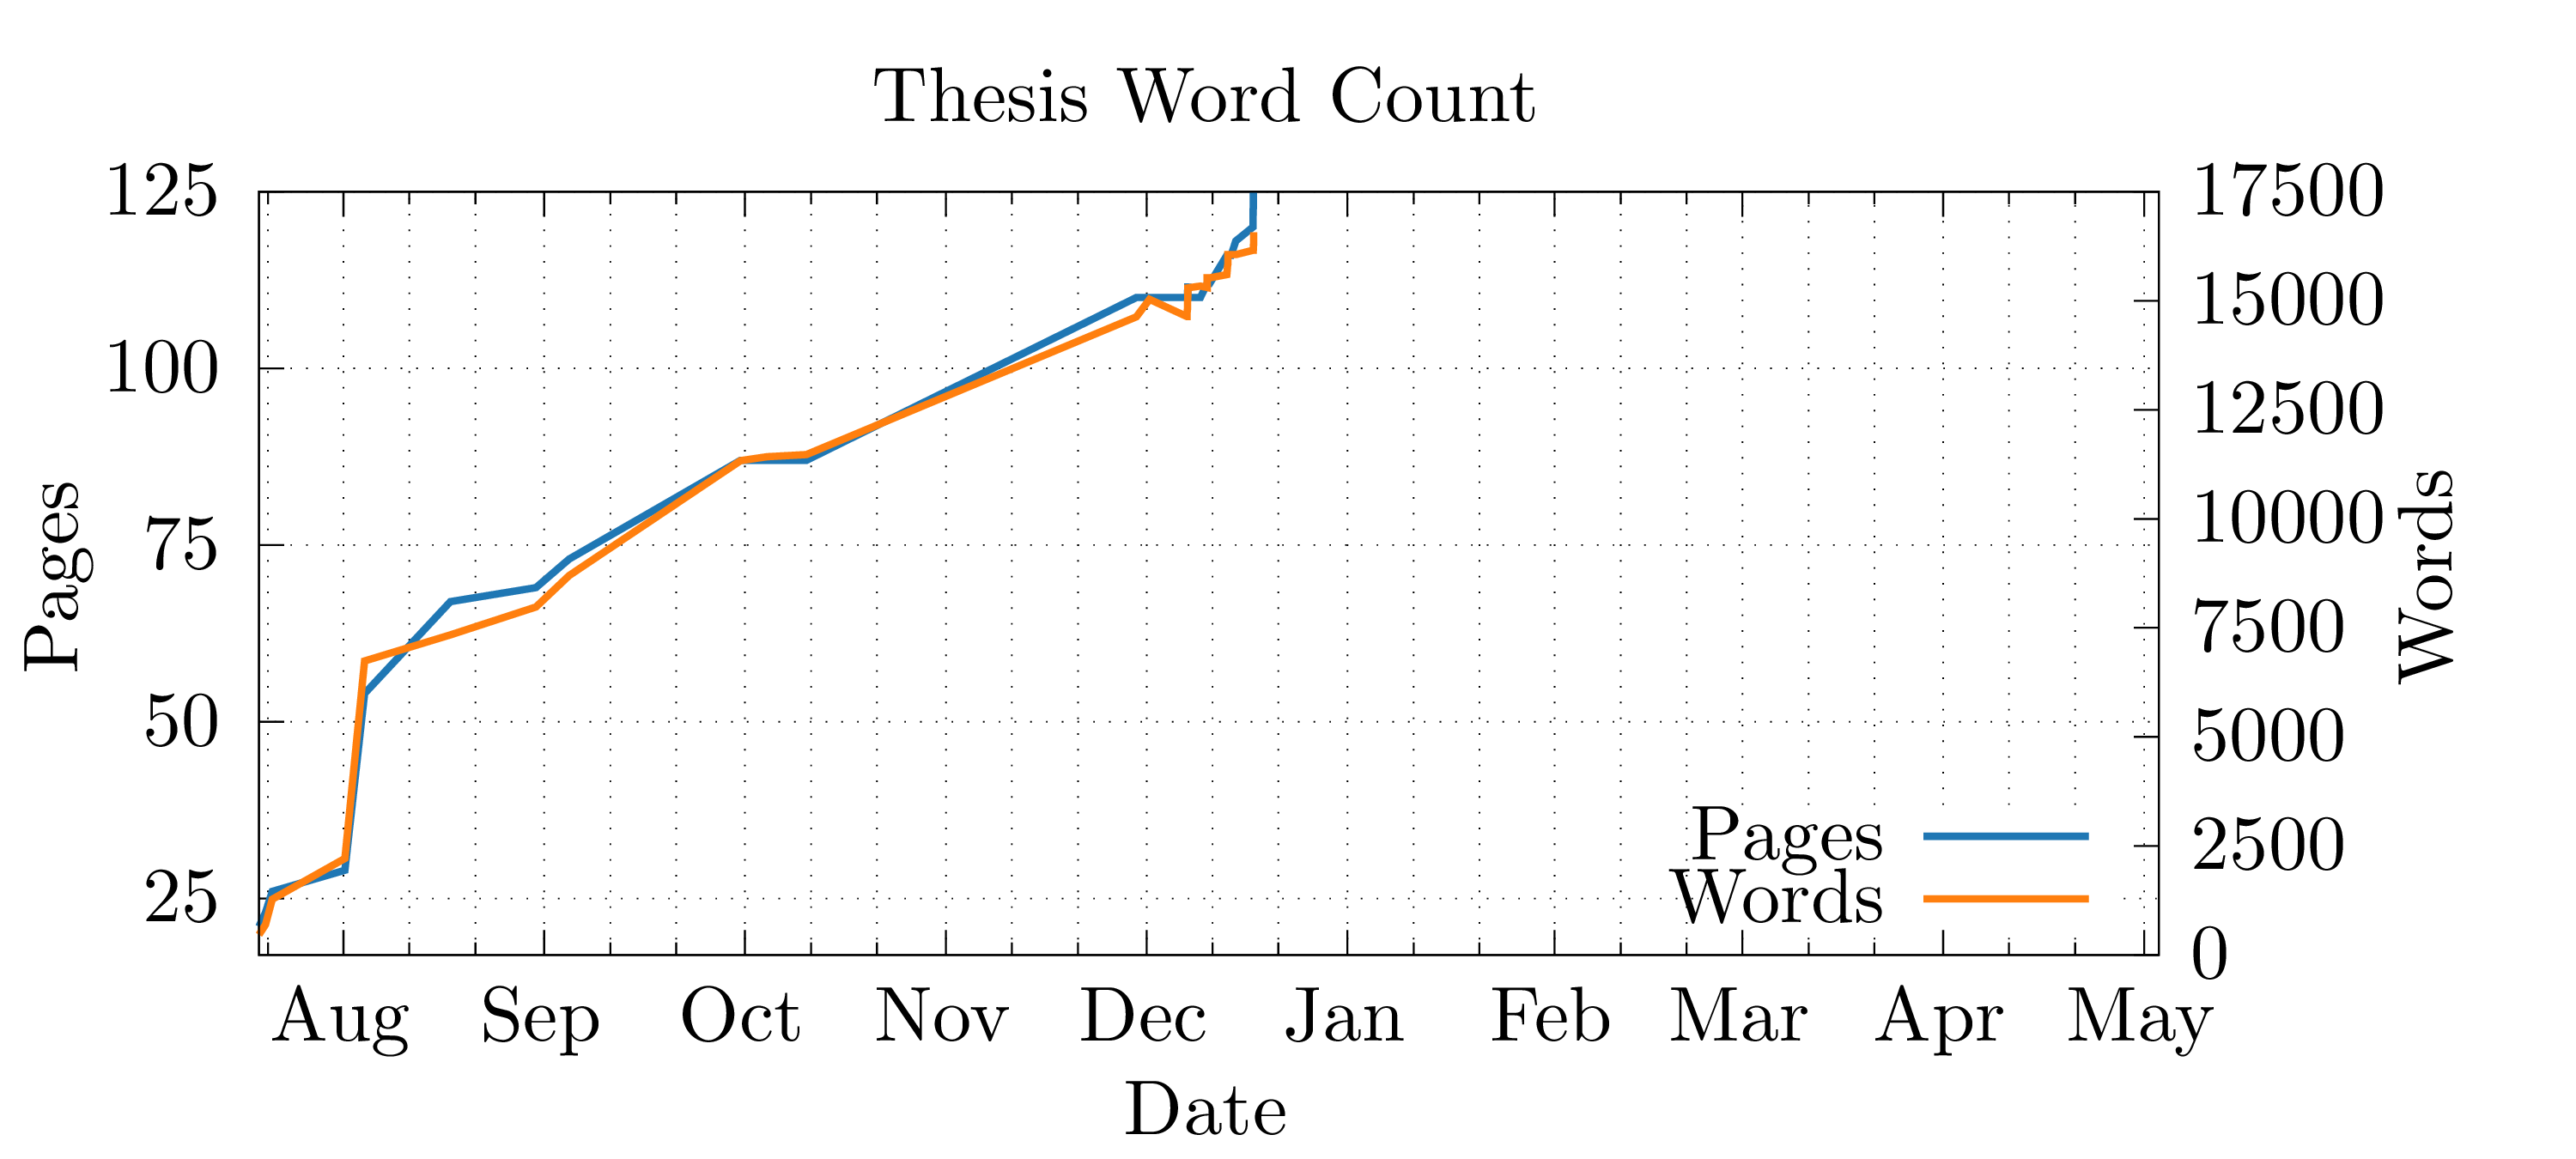 Thesis Word Count
125
100
75
50
25
Pages
17500
15000
12500
10000
7500
5000
2500
0
Words
Pages
Words
Aug Sep Oct Nov Dec Jan Feb Mar Apr May
Date